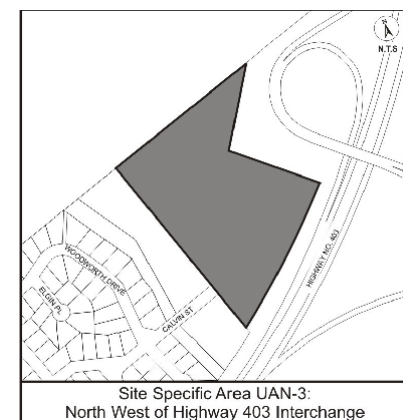 N
N.T.S
HIGHWAY NO. 403
WOODWORTH DRIVE
ELGIN PL
CALVIN ST
Site Specific Area UAN-3:
North West of Highway 403 Interchange